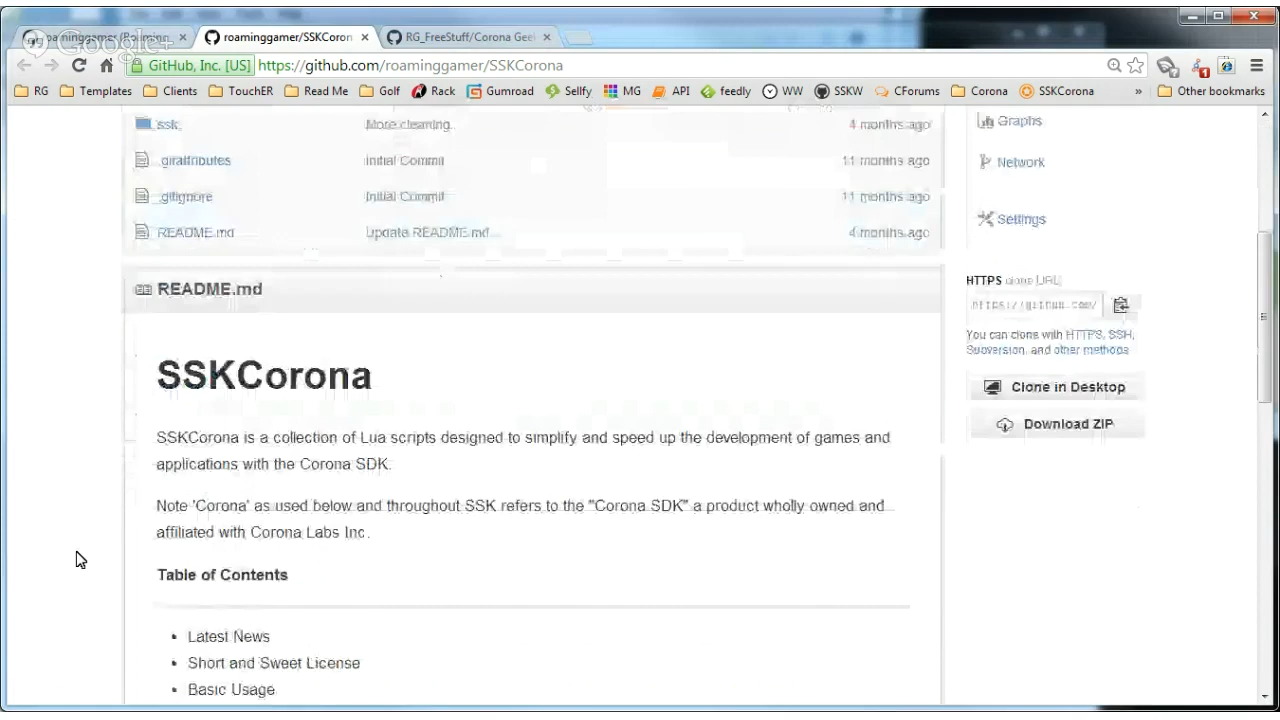 roaminggamer (Roaming
Google+
roaminggamer/SSKCoron
RG_FreeStuff/Corona Gee
GitHub, Inc. [US]
https://github.com/roaminggamer/SSKCorona
RG
Templates
Clients
TouchER
Read Me
Golf
Rack
Gumroad
Sellfy
MG
API
feedly
WW
SSKW
CForums
Corona
SSKCorona
»
Other bookmarks
ssk
More cleaning.
4 months ago
.gitattributes
Initial Commit
11 months ago
.gitignore
Initial Commit
11 months ago
README.md
Update README.md
4 months ago
Graphs
Network
Settings
HTTPS clone URL
https://github.com/
You can clone with HTTPS, SSH,
Subversion, and other methods
Clone in Desktop
Download ZIP
README.md
SSKCorona
SSKCorona is a collection of Lua scripts designed to simplify and speed up the development of games and
applications with the Corona SDK.
Note 'Corona' as used below and throughout SSK refers to the "Corona SDK" a product wholly owned and
affiliated with Corona Labs Inc.
Table of Contents
• Latest News
• Short and Sweet License
• Basic Usage